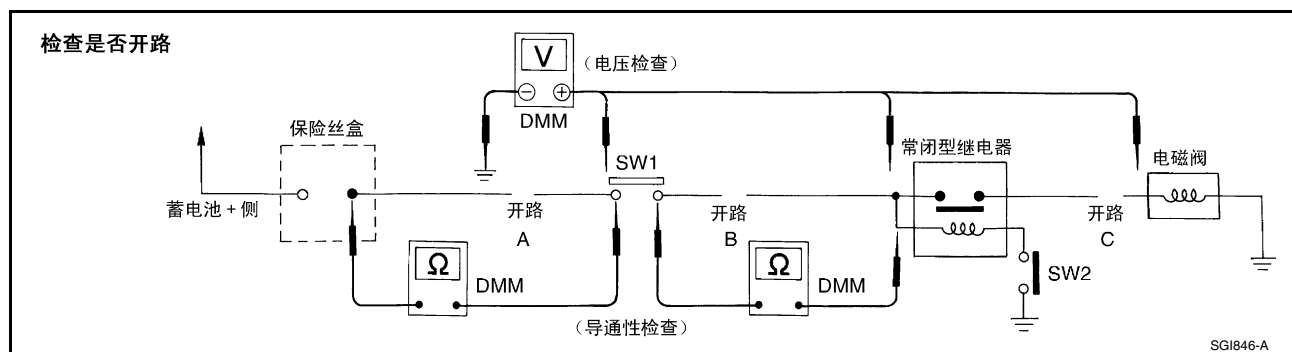 检查是否开路
V
（电压检查）
− +
DMM
保险丝盒
SW1
常闭型继电器
电磁阀
蓄电池 + 侧
开路
A
开路
B
开路
C
Ω
DMM
Ω
DMM
SW2
（导通性检查）
SGI846-A